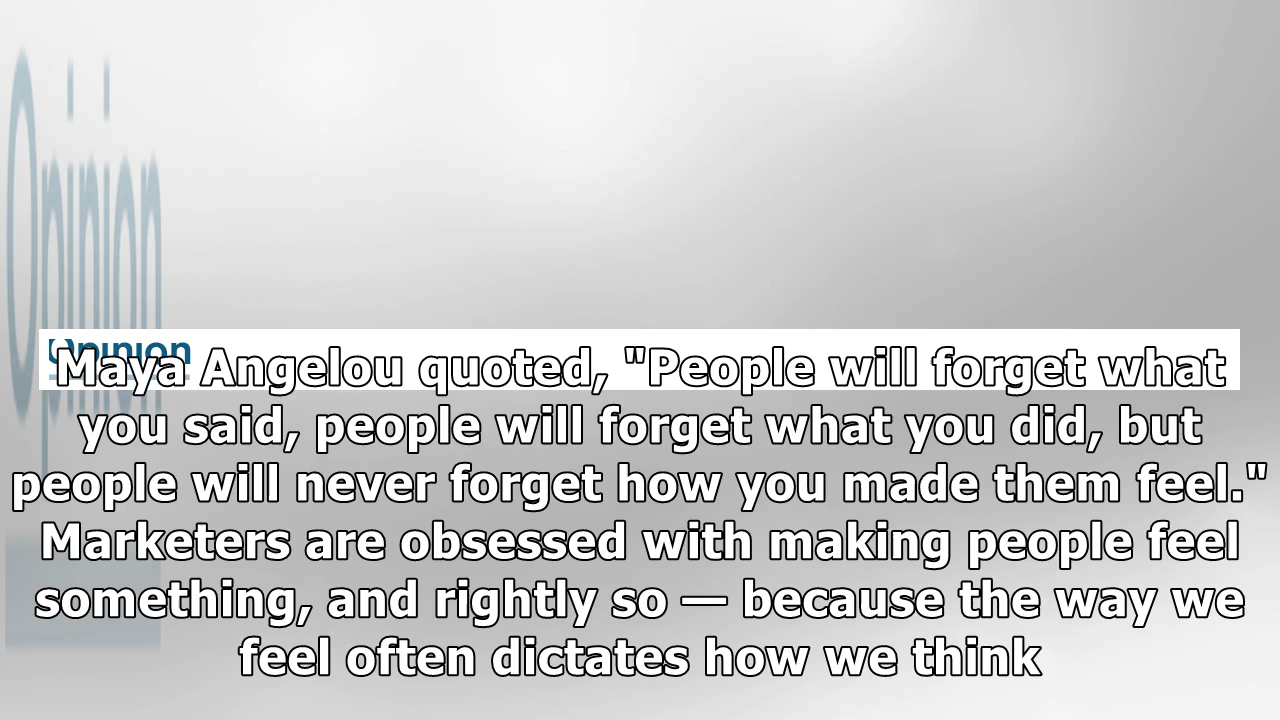 Opinion
Opinion
Maya Angelou quoted, "People will forget what
you said, people will forget what you did, but
people will never forget how you made them feel."
Marketers are obsessed with making people feel
something, and rightly so — because the way we
feel often dictates how we think